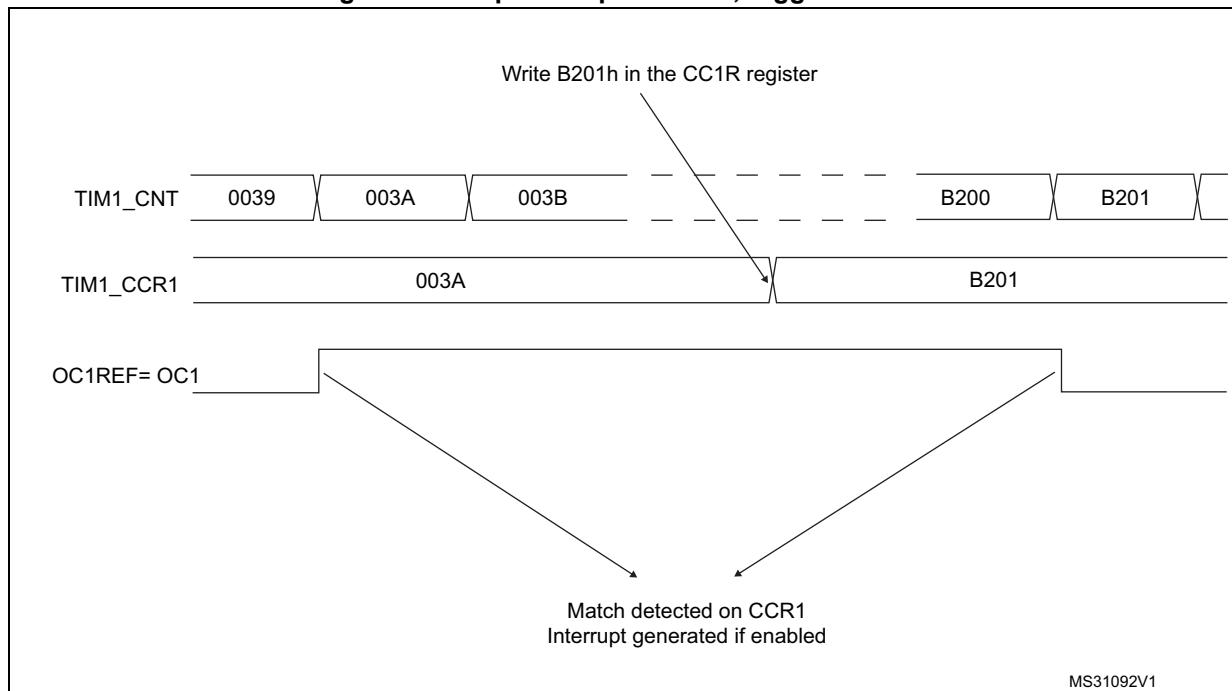 Write B201h in the CC1R register
TIM1_CNT 0039 003A 003B B200 B201
TIM1_CCR1 003A B201
OC1REF= OC1
Match detected on CCR1
Interrupt generated if enabled
MS31092V1